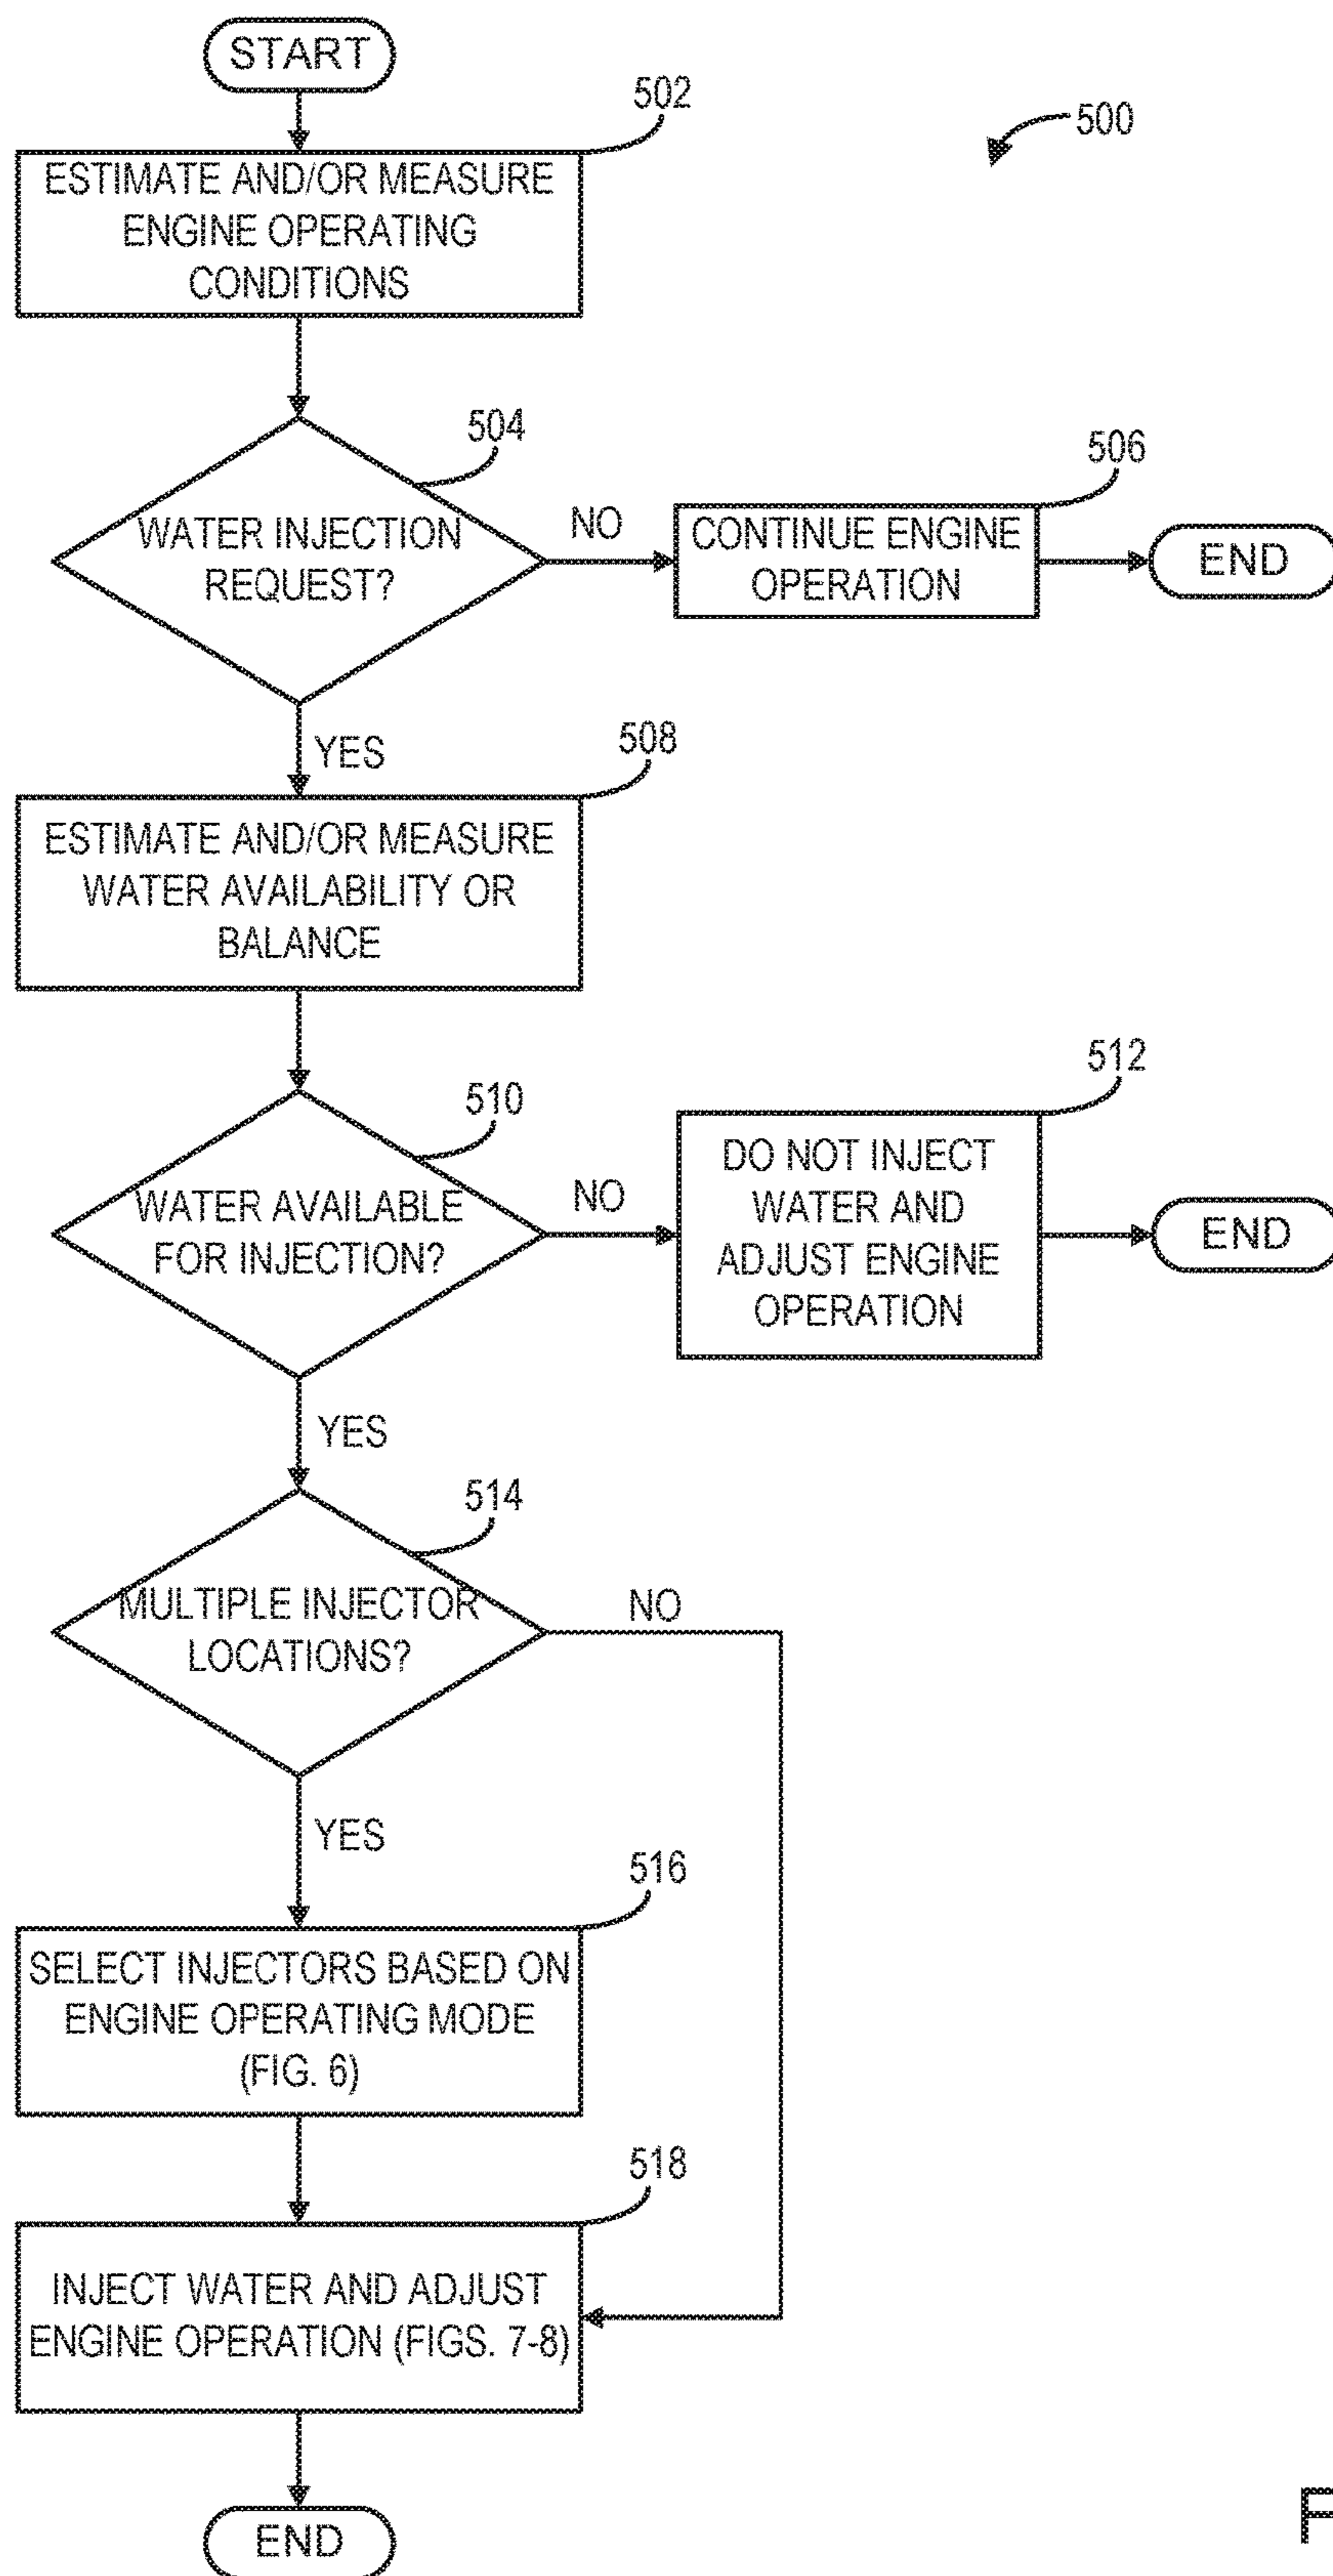 START
502
500
ESTIMATE AND/OR MEASURE
ENGINE OPERATING
CONDITIONS
504
506
WATER INJECTION
REQUEST?
NO
CONTINUE ENGINE
OPERATION
END
YES
508
ESTIMATE AND/OR MEASURE
WATER AVAILABILITY OR
BALANCE
510
512
WATER AVAILABLE
FOR INJECTION?
NO
DO NOT INJECT
WATER AND
ADJUST ENGINE
OPERATION
END
YES
514
MULTIPLE INJECTOR
LOCATIONS?
NO
YES
516
SELECT INJECTORS BASED ON
ENGINE OPERATING MODE
(FIG. 6)
518
INJECT WATER AND ADJUST
ENGINE OPERATION (FIGS. 7-8)
END
F